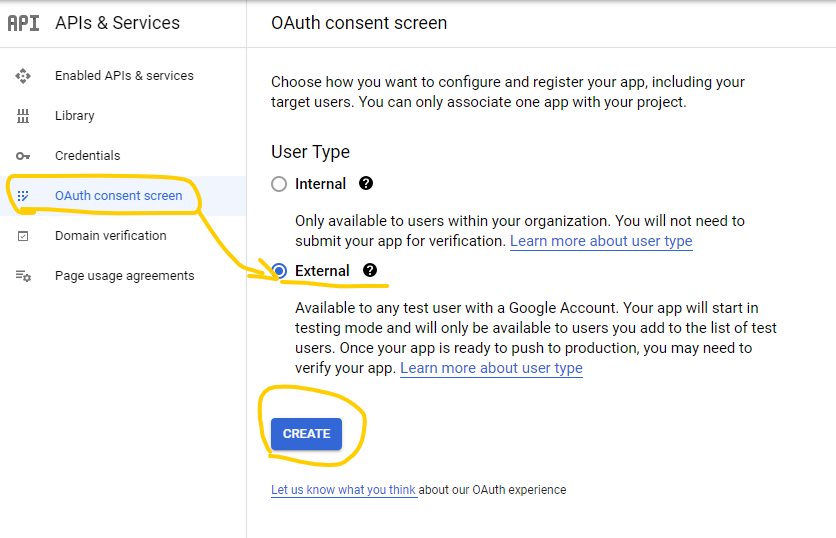 API APIs & Services
Enabled APIs & services
Library
Credentials
OAuth consent screen
Domain verification
Page usage agreements
OAuth consent screen
Choose how you want to configure and register your app, including your
target users. You can only associate one app with your project.
User Type
Internal
Only available to users within your organization. You will not need to
submit your app for verification. Learn more about user type
External
Available to any test user with a Google Account. Your app will start in
testing mode and will only be available to users you add to the list of test
users. Once your app is ready to push to production, you may need to
verify your app. Learn more about user type
CREATE
Let us know what you think about our OAuth experience